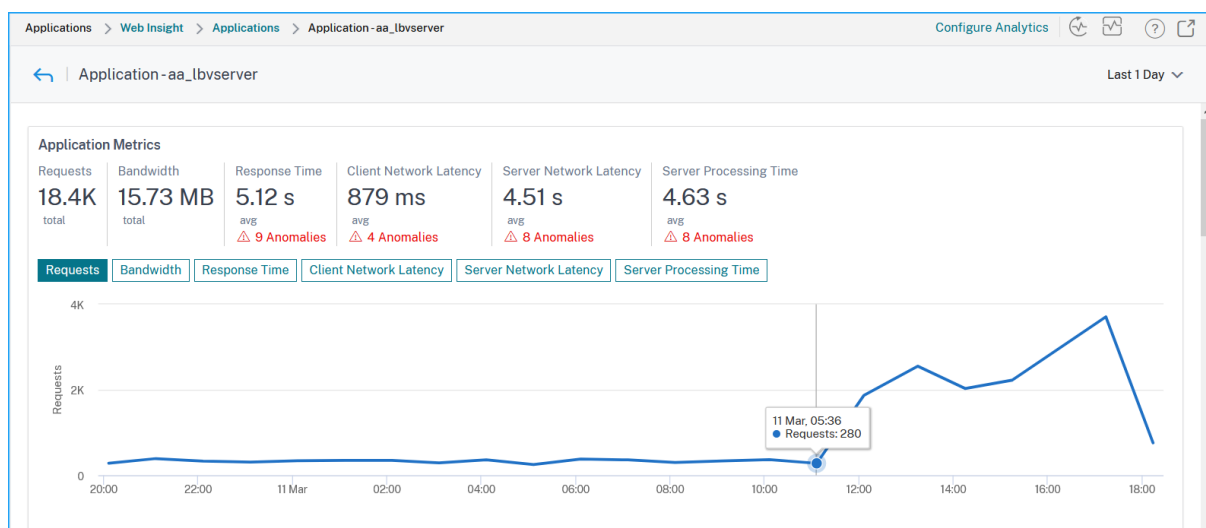 Applications > Web Insight > Applications > Application-aa_lbvserver Configure Analytics ?
Application-aa_lbvserver Last 1 Day
Application Metrics
Requests Bandwidth Response Time Client Network Latency Server Network Latency Server Processing Time
18.4K 15.73 MB 5.12 s 879 ms 4.51 s 4.63 s
total total avg avg avg avg
9 Anomalies 4 Anomalies 8 Anomalies 8 Anomalies
Requests Bandwidth Response Time Client Network Latency Server Network Latency Server Processing Time
4K
2K
Requests
11 Mar, 05:36
Requests: 280
0
20:00 22:00 11 Mar 02:00 04:00 06:00 08:00 10:00 12:00 14:00 16:00 18:00